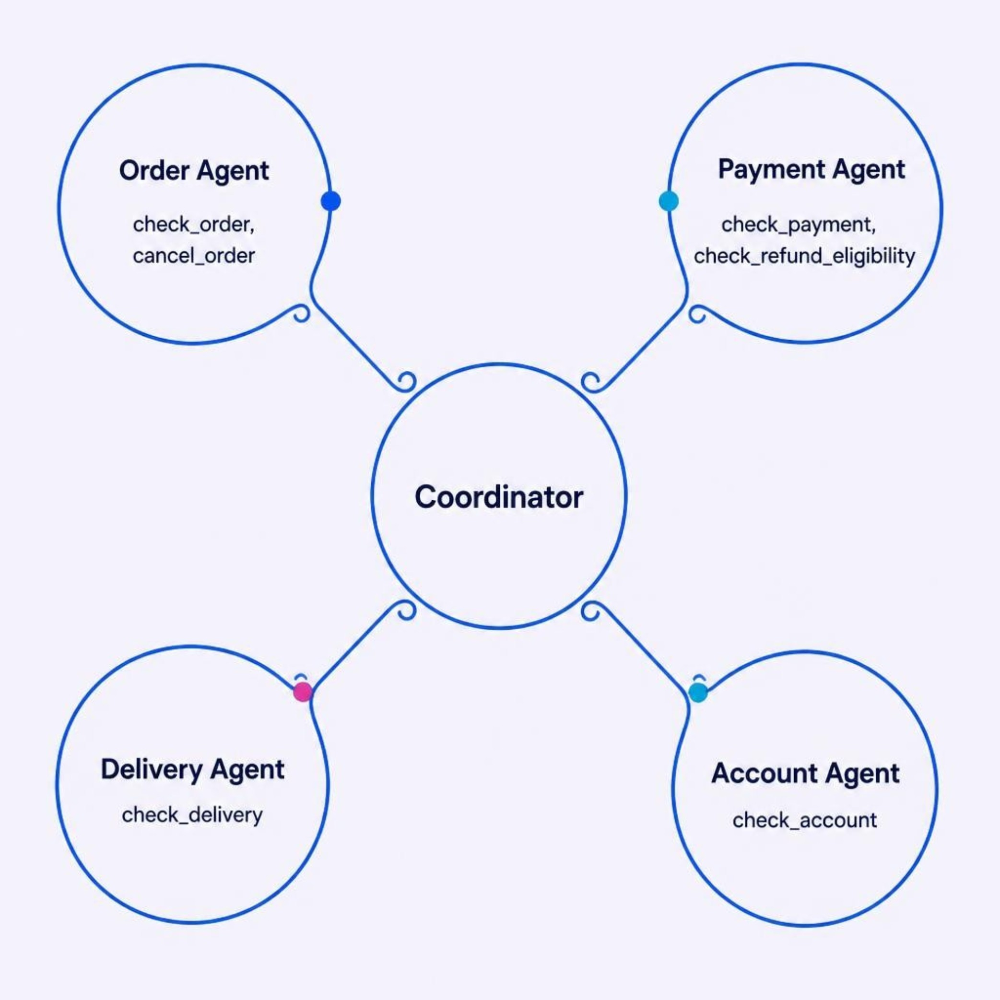 Order Agent
check_order,
cancel_order
Payment Agent
check_payment,
check_refund_eligibility
Coordinator
Delivery Agent
check_delivery
Account Agent
check_account